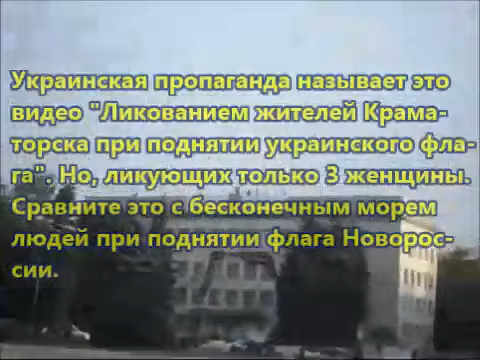 Украинская пропаганда называет это
видео "Ликованием жителей Крама-
торска при поднятии украинского фла-
га". Но, ликующих только 3 женщины.
Сравните это с бесконечным морем
людей при поднятии флага Новорос-
сии.